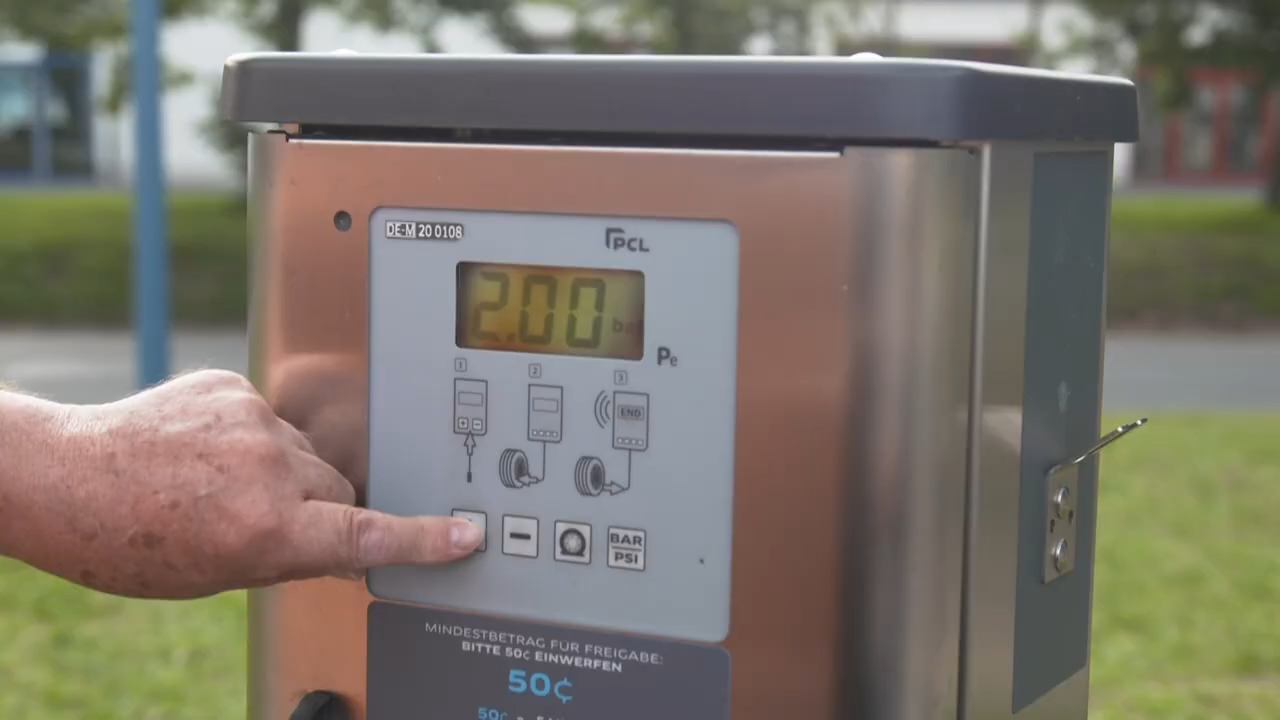 DE-M 20 0108
PCL
2.00 bar
Pe
1 2 3
END
BAR
PSI
MINDESTBETRAG FÜR FREIGABE:
BITTE 50¢ EINWERFEN
50¢
50¢